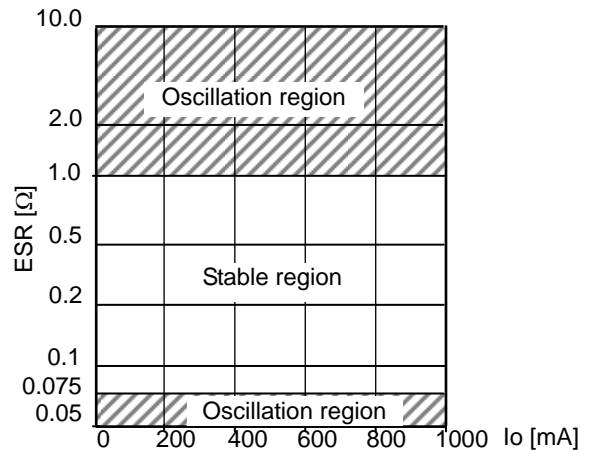 10.0
Oscillation region
2.0
1.0
ESR [Ω]
0.5
Stable region
0.2
0.1
0.075
0.05
Oscillation region
0 200 400 600 800 1000 Io [mA]